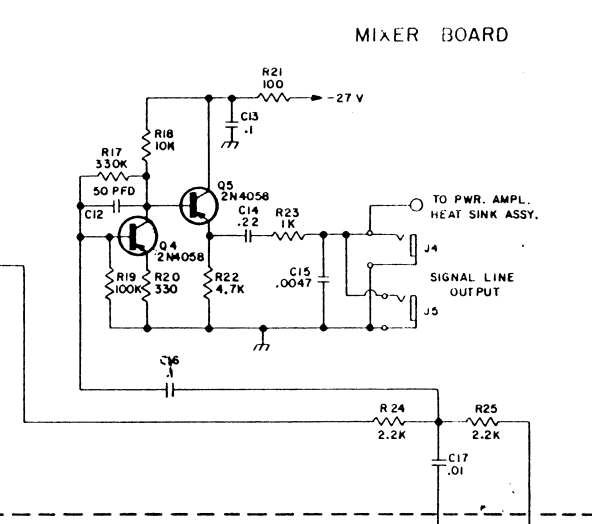 MIXER BOARD
R21
100
-27 V
C13
.1
R18
10K
R17
330K
50 PFD
C12
Q5
2N4058
C14
.22
R23
1K
TO PWR. AMPL.
HEAT SINK ASSY.
Q4
2N4058
J4
R19
100K
R20
330
R22
4.7K
C15
.0047
SIGNAL LINE
OUTPUT
J5
C16
.1
R24
2.2K
R25
2.2K
C17
.01